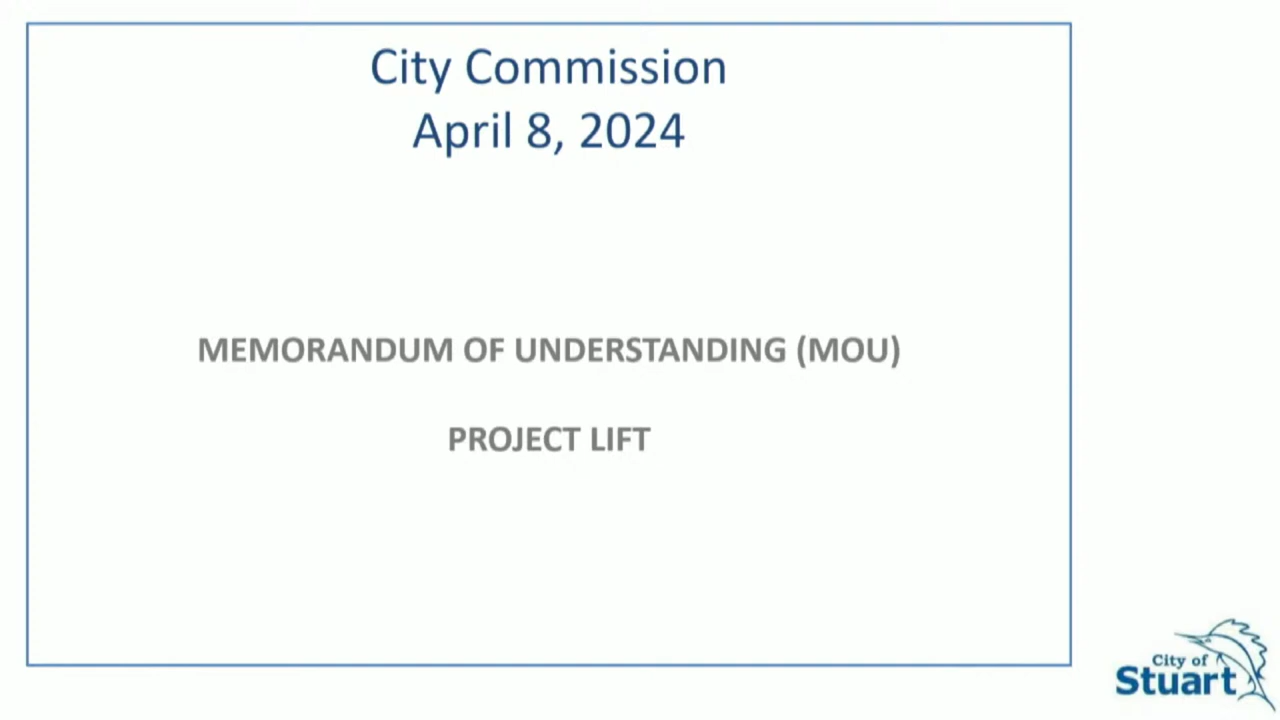 City Commission
April 8, 2024
MEMORANDUM OF UNDERSTANDING (MOU)
PROJECT LIFT
City of
Stuart